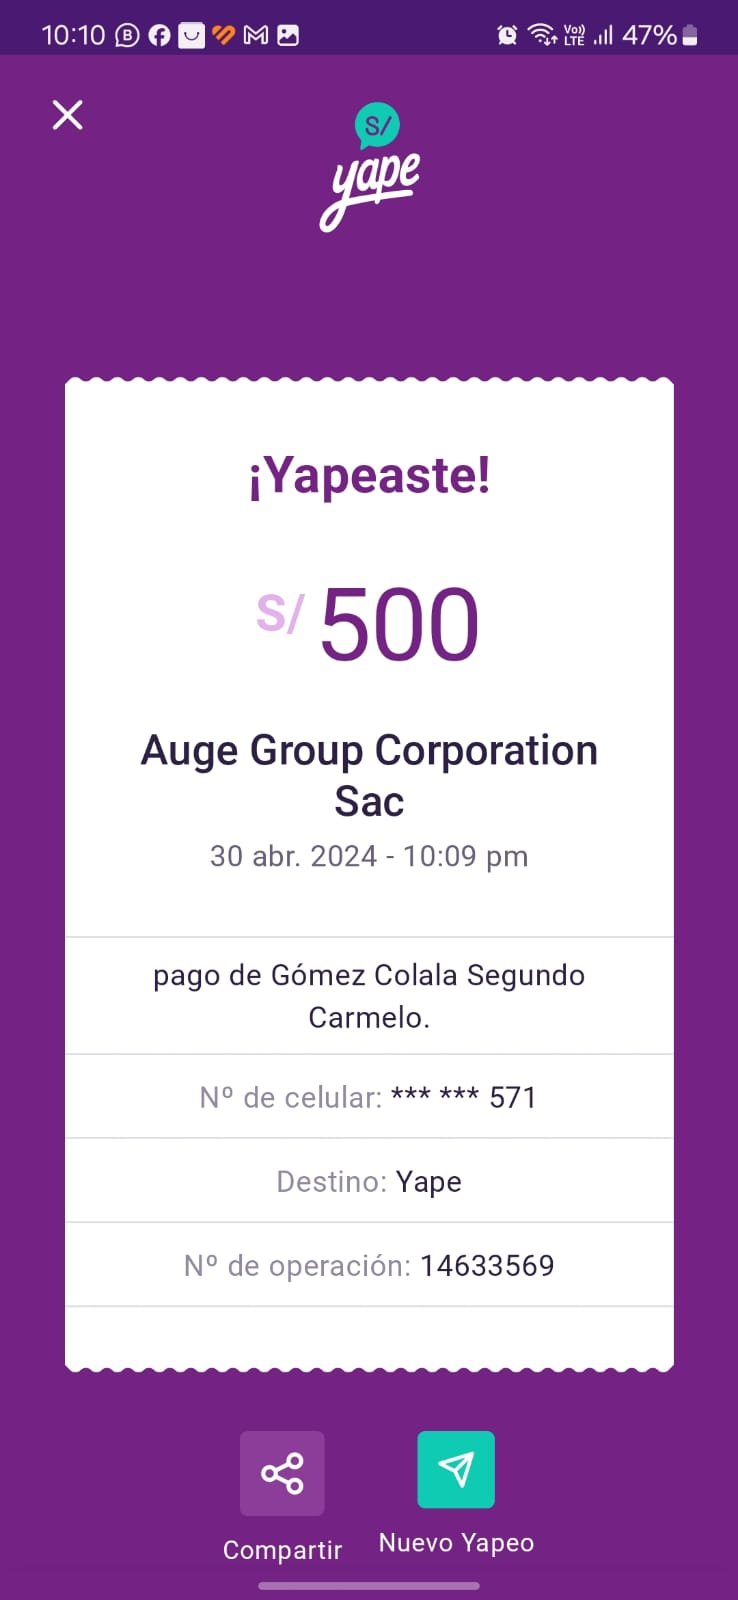 10:10
VoLTE 47%
S/
yape
¡Yapeaste!
S/ 500
Auge Group Corporation
Sac
30 abr. 2024 - 10:09 pm
pago de Gómez Colala Segundo
Carmelo.
Nº de celular: *** *** 571
Destino: Yape
Nº de operación: 14633569
Compartir
Nuevo Yapeo